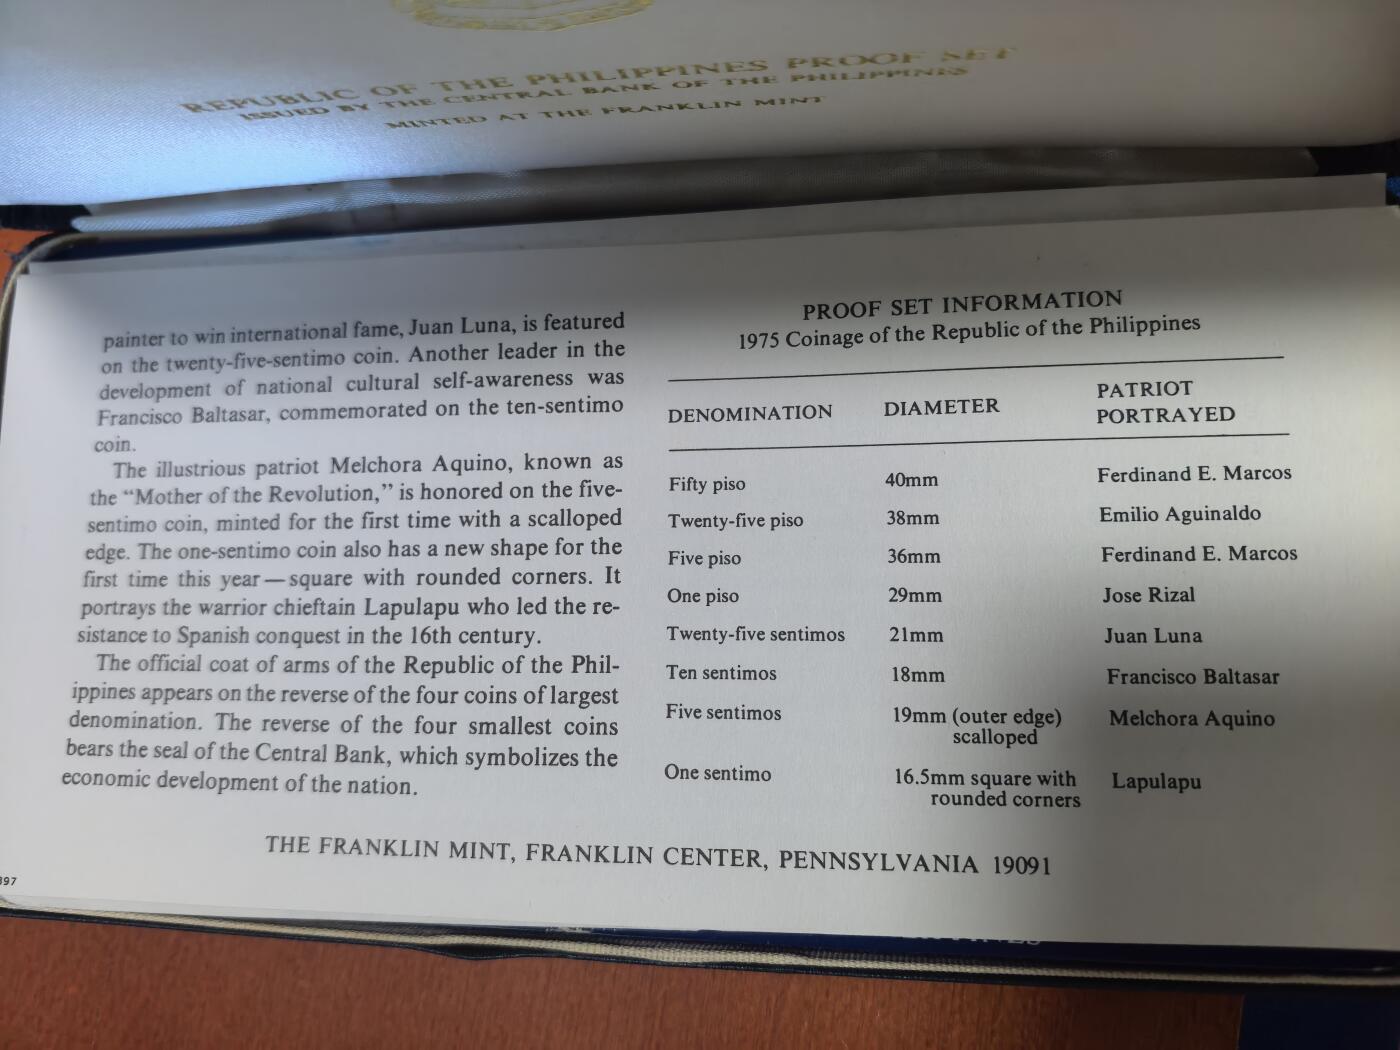 REPUBLIC OF THE PHILIPPINES PROOF SET
ISSUED BY THE CENTRAL BANK OF THE PHILIPPINES
MINTED AT THE FRANKLIN MINT
painter to win international fame, Juan Luna, is featured
on the twenty-five-sentimo coin. Another leader in the
development of national cultural self-awareness was
Francisco Baltasar, commemorated on the ten-sentimo
coin.
The illustrious patriot Melchora Aquino, known as
the “Mother of the Revolution,” is honored on the five-
sentimo coin, minted for the first time with a scalloped
edge. The one-sentimo coin also has a new shape for the
first time this year—square with rounded corners. It
portrays the warrior chieftain Lapulapu who led the re-
sistance to Spanish conquest in the 16th century.
The official coat of arms of the Republic of the Phil-
ippines appears on the reverse of the four coins of largest
denomination. The reverse of the four smallest coins
bears the seal of the Central Bank, which symbolizes the
economic development of the nation.
PROOF SET INFORMATION
1975 Coinage of the Republic of the Philippines
DENOMINATION DIAMETER PATRIOT PORTRAYED
Fifty piso 40mm Ferdinand E. Marcos
Twenty-five piso 38mm Emilio Aguinaldo
Five piso 36mm Ferdinand E. Marcos
One piso 29mm Jose Rizal
Twenty-five sentimos 21mm Juan Luna
Ten sentimos 18mm Francisco Baltasar
Five sentimos 19mm (outer edge) Melchora Aquino
scalloped
One sentimo 16.5mm square with Lapulapu
rounded corners
THE FRANKLIN MINT, FRANKLIN CENTER, PENNSYLVANIA 19091